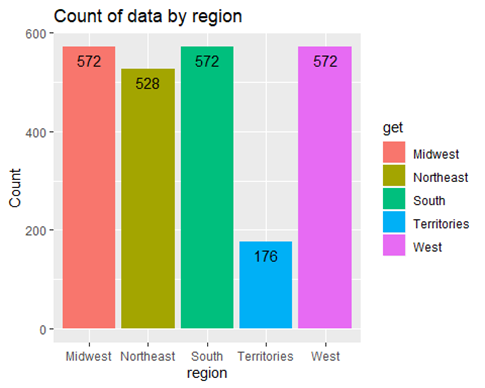 Count of data by region
600
400
200
0
Count
572
528
572
176
572
Midwest Northeast South Territories West
region
get
Midwest
Northeast
South
Territories
West